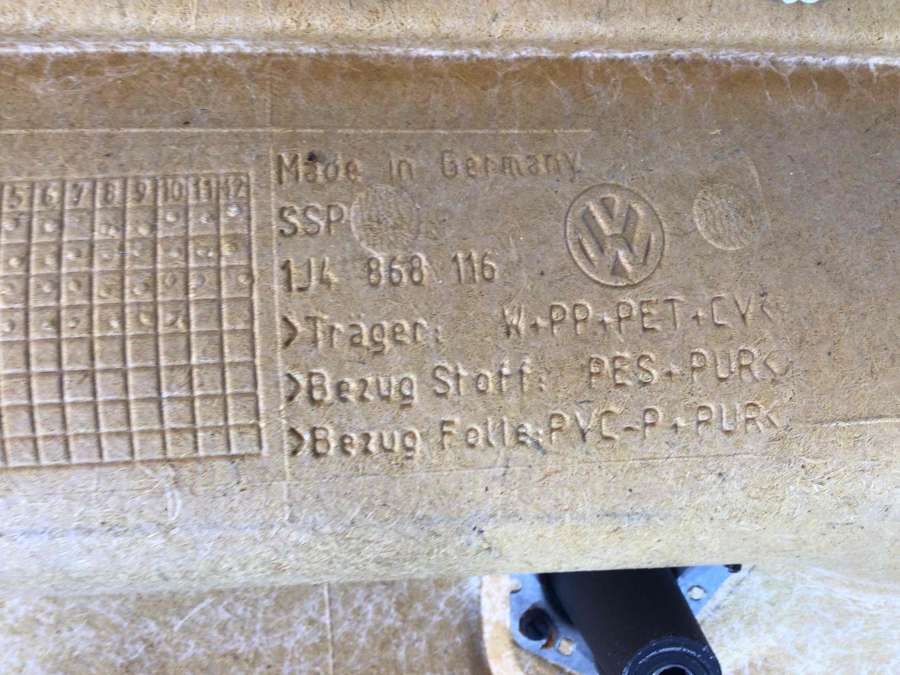 Made in Germany
5 6 7 8 9 10 11 12
SSP
1J4 868 116
>Träger: W+PP+PET+CV<
>Bezug Stoff: PES+PUR<
>Bezug Folie:PVC-P+PUR<